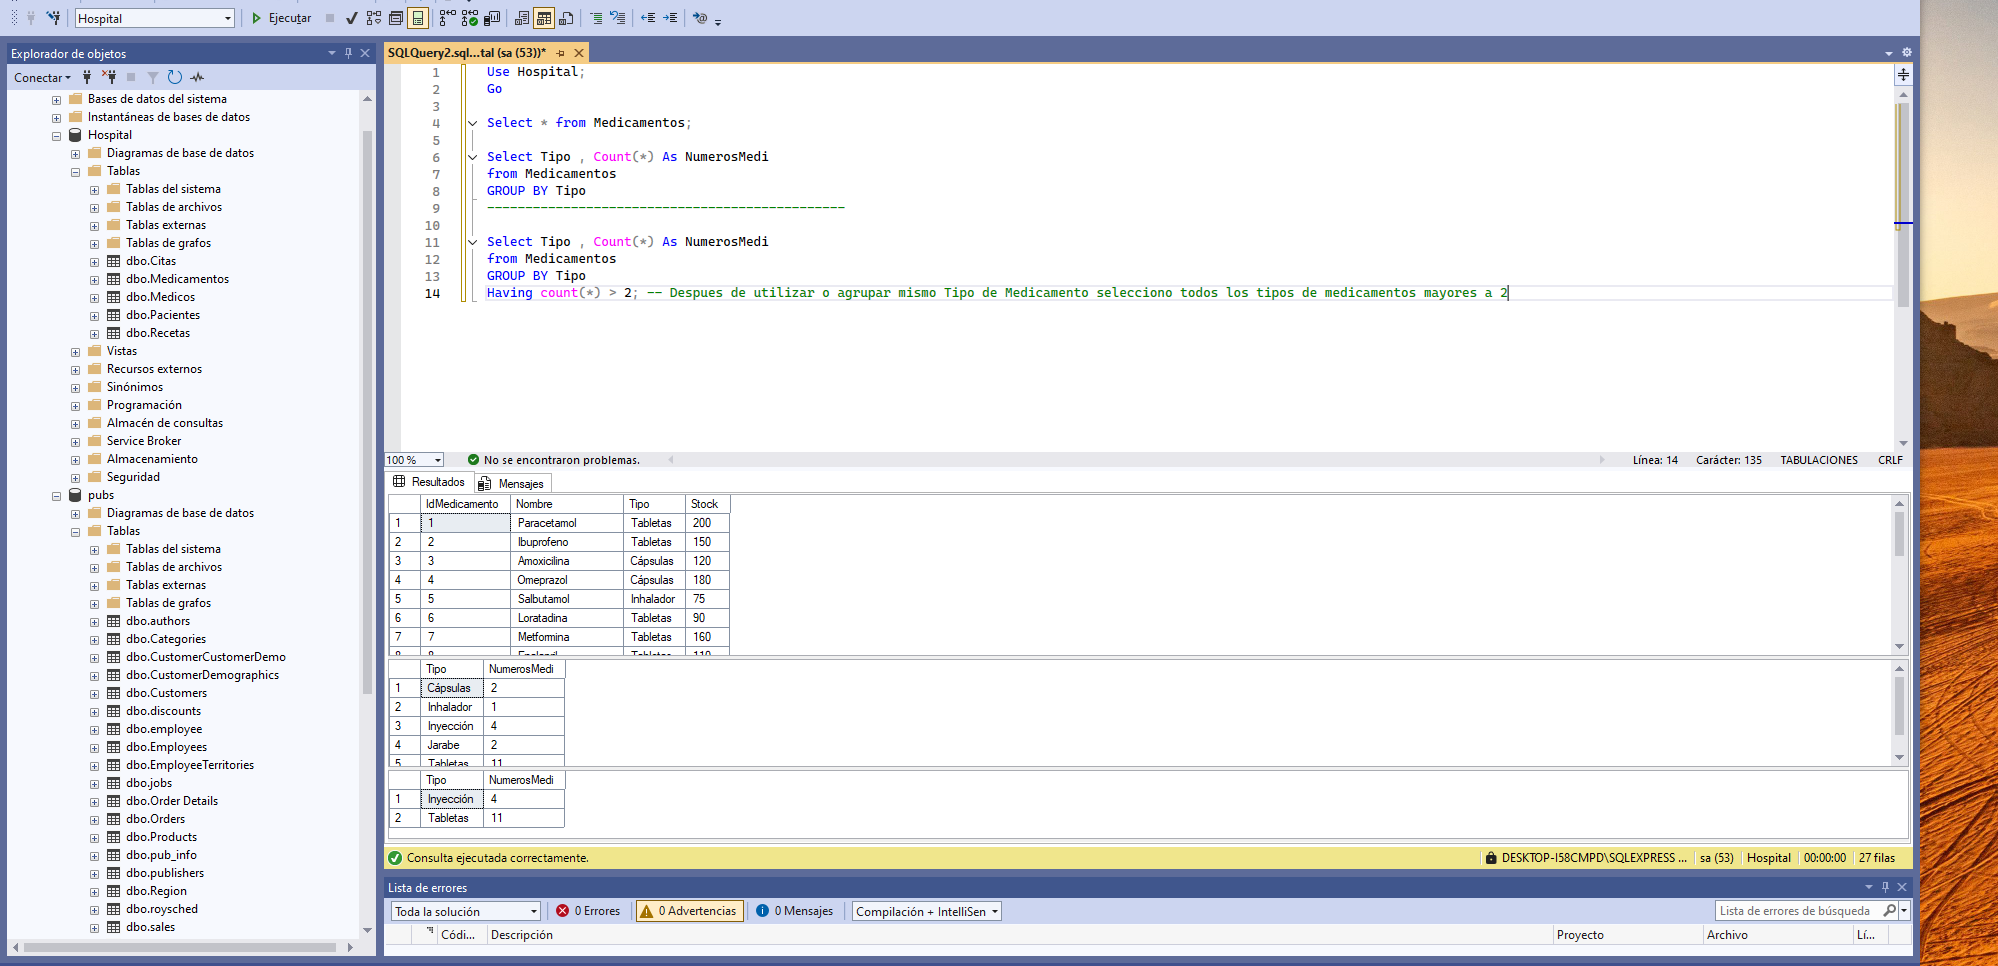 Hospital
Ejecutar
Explorador de objetos
Conectar
Bases de datos del sistema
Instantáneas de bases de datos
Hospital
Diagramas de base de datos
Tablas
Tablas del sistema
Tablas de archivos
Tablas externas
Tablas de grafos
dbo.Citas
dbo.Medicamentos
dbo.Medicos
dbo.Pacientes
dbo.Recetas
Vistas
Recursos externos
Sinónimos
Programación
Almacén de consultas
Service Broker
Almacenamiento
Seguridad
pubs
Diagramas de base de datos
Tablas
Tablas del sistema
Tablas de archivos
Tablas externas
Tablas de grafos
dbo.authors
dbo.Categories
dbo.CustomerCustomerDemo
dbo.CustomerDemographics
dbo.Customers
dbo.discounts
dbo.employee
dbo.Employees
dbo.EmployeeTerritories
dbo.jobs
dbo.Order Details
dbo.Orders
dbo.Products
dbo.pub_info
dbo.publishers
dbo.Region
dbo.roysched
dbo.sales
SQLQuery2.sql...tal (sa (53))*
1 Use Hospital;
2 Go
3
4 Select * from Medicamentos;
5
6 Select Tipo , Count(*) As NumerosMedi
7 from Medicamentos
8 GROUP BY Tipo
9 -----------------------------------------------
10
11 Select Tipo , Count(*) As NumerosMedi
12 from Medicamentos
13 GROUP BY Tipo
14 Having count(*) > 2; -- Despues de utilizar o agrupar mismo Tipo de Medicamento selecciono todos los tipos de medicamentos mayores a 2
100 % No se encontraron problemas. Línea: 14 Carácter: 135 TABULACIONES CRLF
Resultados Mensajes
IdMedicamento Nombre Tipo Stock
1 1 Paracetamol Tabletas 200
2 2 Ibuprofeno Tabletas 150
3 3 Amoxicilina Cápsulas 120
4 4 Omeprazol Cápsulas 180
5 5 Salbutamol Inhalador 75
6 6 Loratadina Tabletas 90
7 7 Metformina Tabletas 160
Tipo NumerosMedi
1 Cápsulas 2
2 Inhalador 1
3 Inyección 4
4 Jarabe 2
5 Tabletas 11
Tipo NumerosMedi
1 Inyección 4
2 Tabletas 11
Consulta ejecutada correctamente. DESKTOP-I58CMPD\SQLEXPRESS ... sa (53) Hospital 00:00:00 27 filas
Lista de errores
Toda la solución 0 Errores 0 Advertencias 0 Mensajes Compilación + IntelliSen Lista de errores de búsqueda
Códi... Descripción Proyecto Archivo Lí...